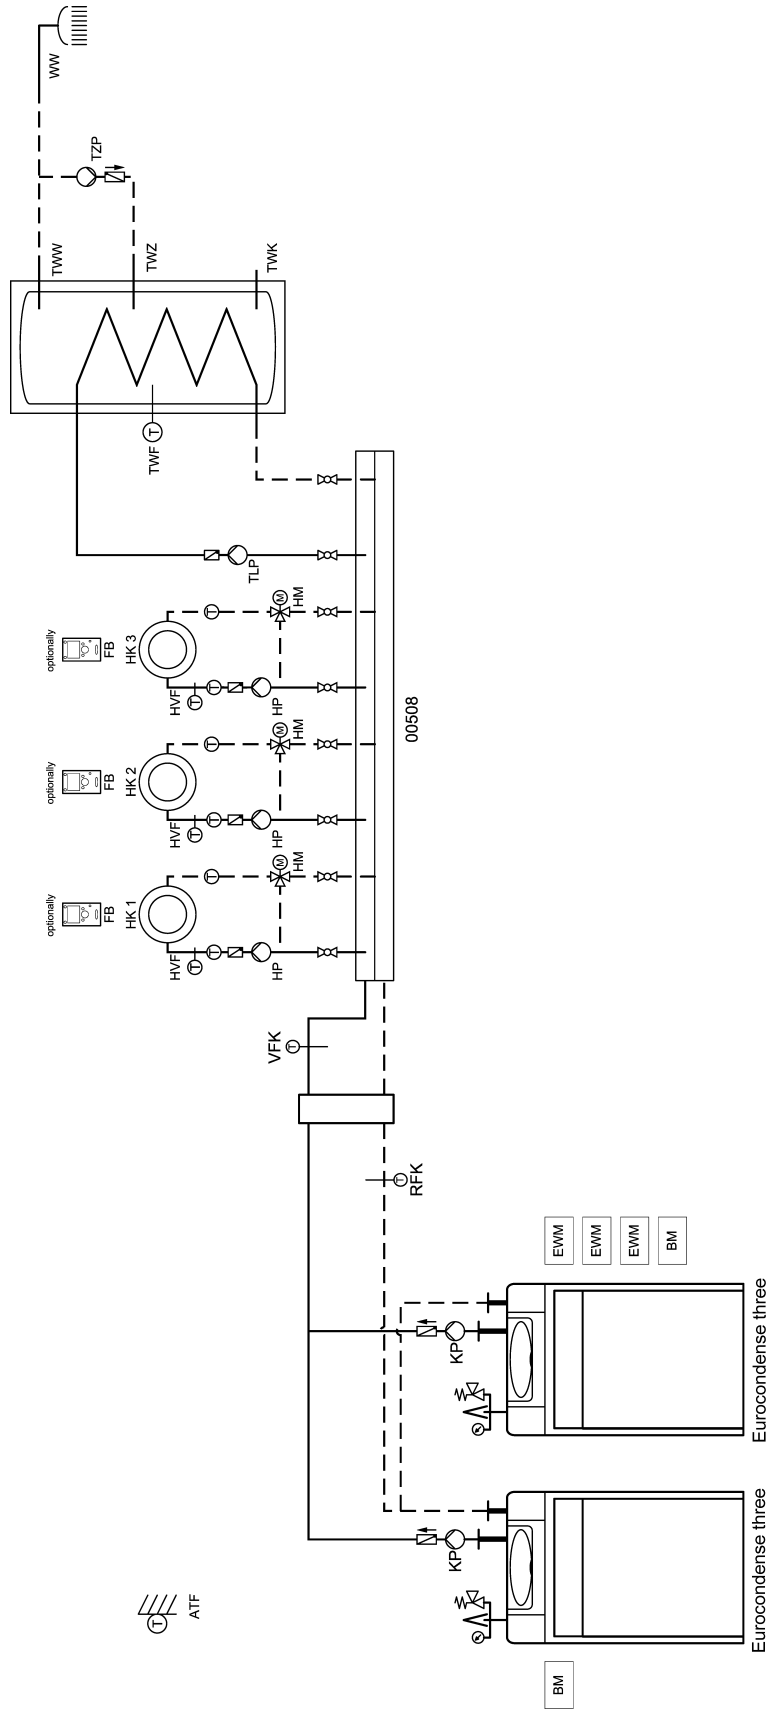 ATF
T
BM
Eurocondense three
KP
Eurocondense three
KP
EWM
EWM
EWM
BM
RFK
T
VFK
T
00508
optionally
FB
HK 1
HVF
T
T
T
HP
M
HM
optionally
FB
HK 2
HVF
T
T
T
HP
M
HM
optionally
FB
HK 3
HVF
T
T
T
HP
M
HM
TLP
TWF
T
TWW
TWZ
TWK
TZP
WW